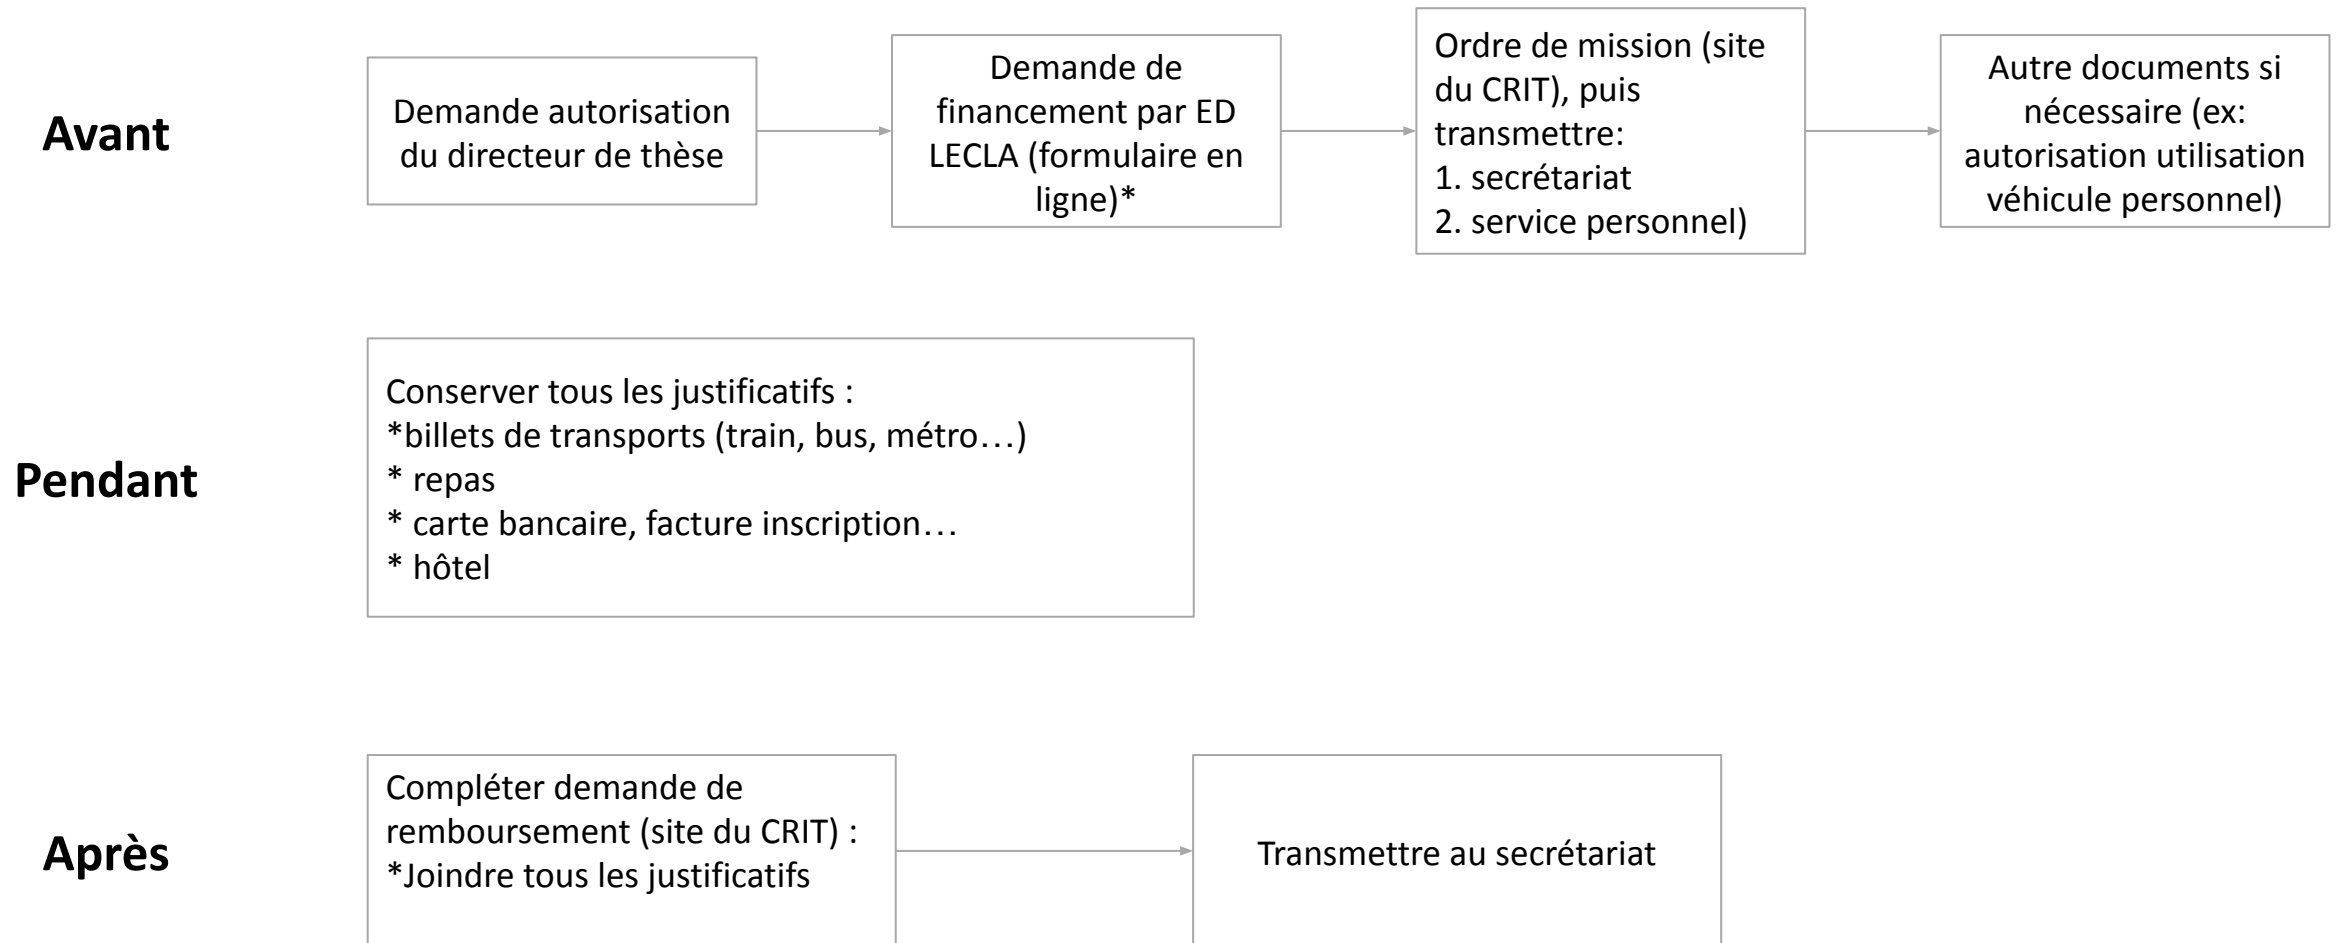 Avant
Demande autorisation
du directeur de thèse
Demande de
financement par ED
LECLA (formulaire en
ligne)*
Ordre de mission (site
du CRIT), puis
transmettre:
1. secrétariat
2. service personnel)
Autre documents si
nécessaire (ex:
autorisation utilisation
véhicule personnel)
Pendant
Conserver tous les justificatifs :
*billets de transports (train, bus, métro…)
* repas
* carte bancaire, facture inscription…
* hôtel
Après
Compléter demande de
remboursement (site du CRIT) :
*Joindre tous les justificatifs
Transmettre au secrétariat